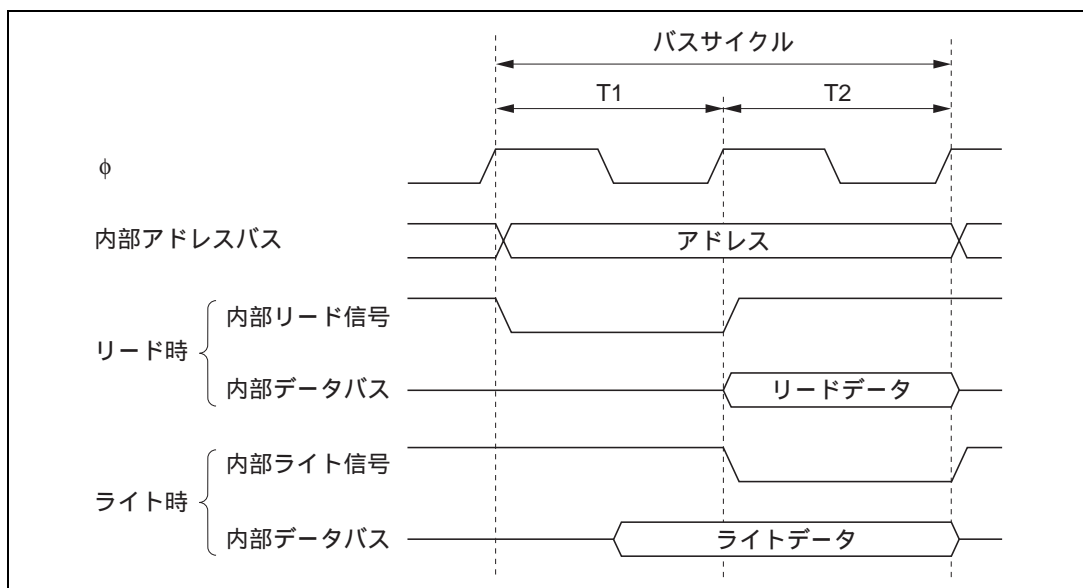 バスサイクル
T1
T2
φ
内部アドレスバス
アドレス
リード時
内部リード信号
内部データバス
リードデータ
ライト時
内部ライト信号
内部データバス
ライトデータ